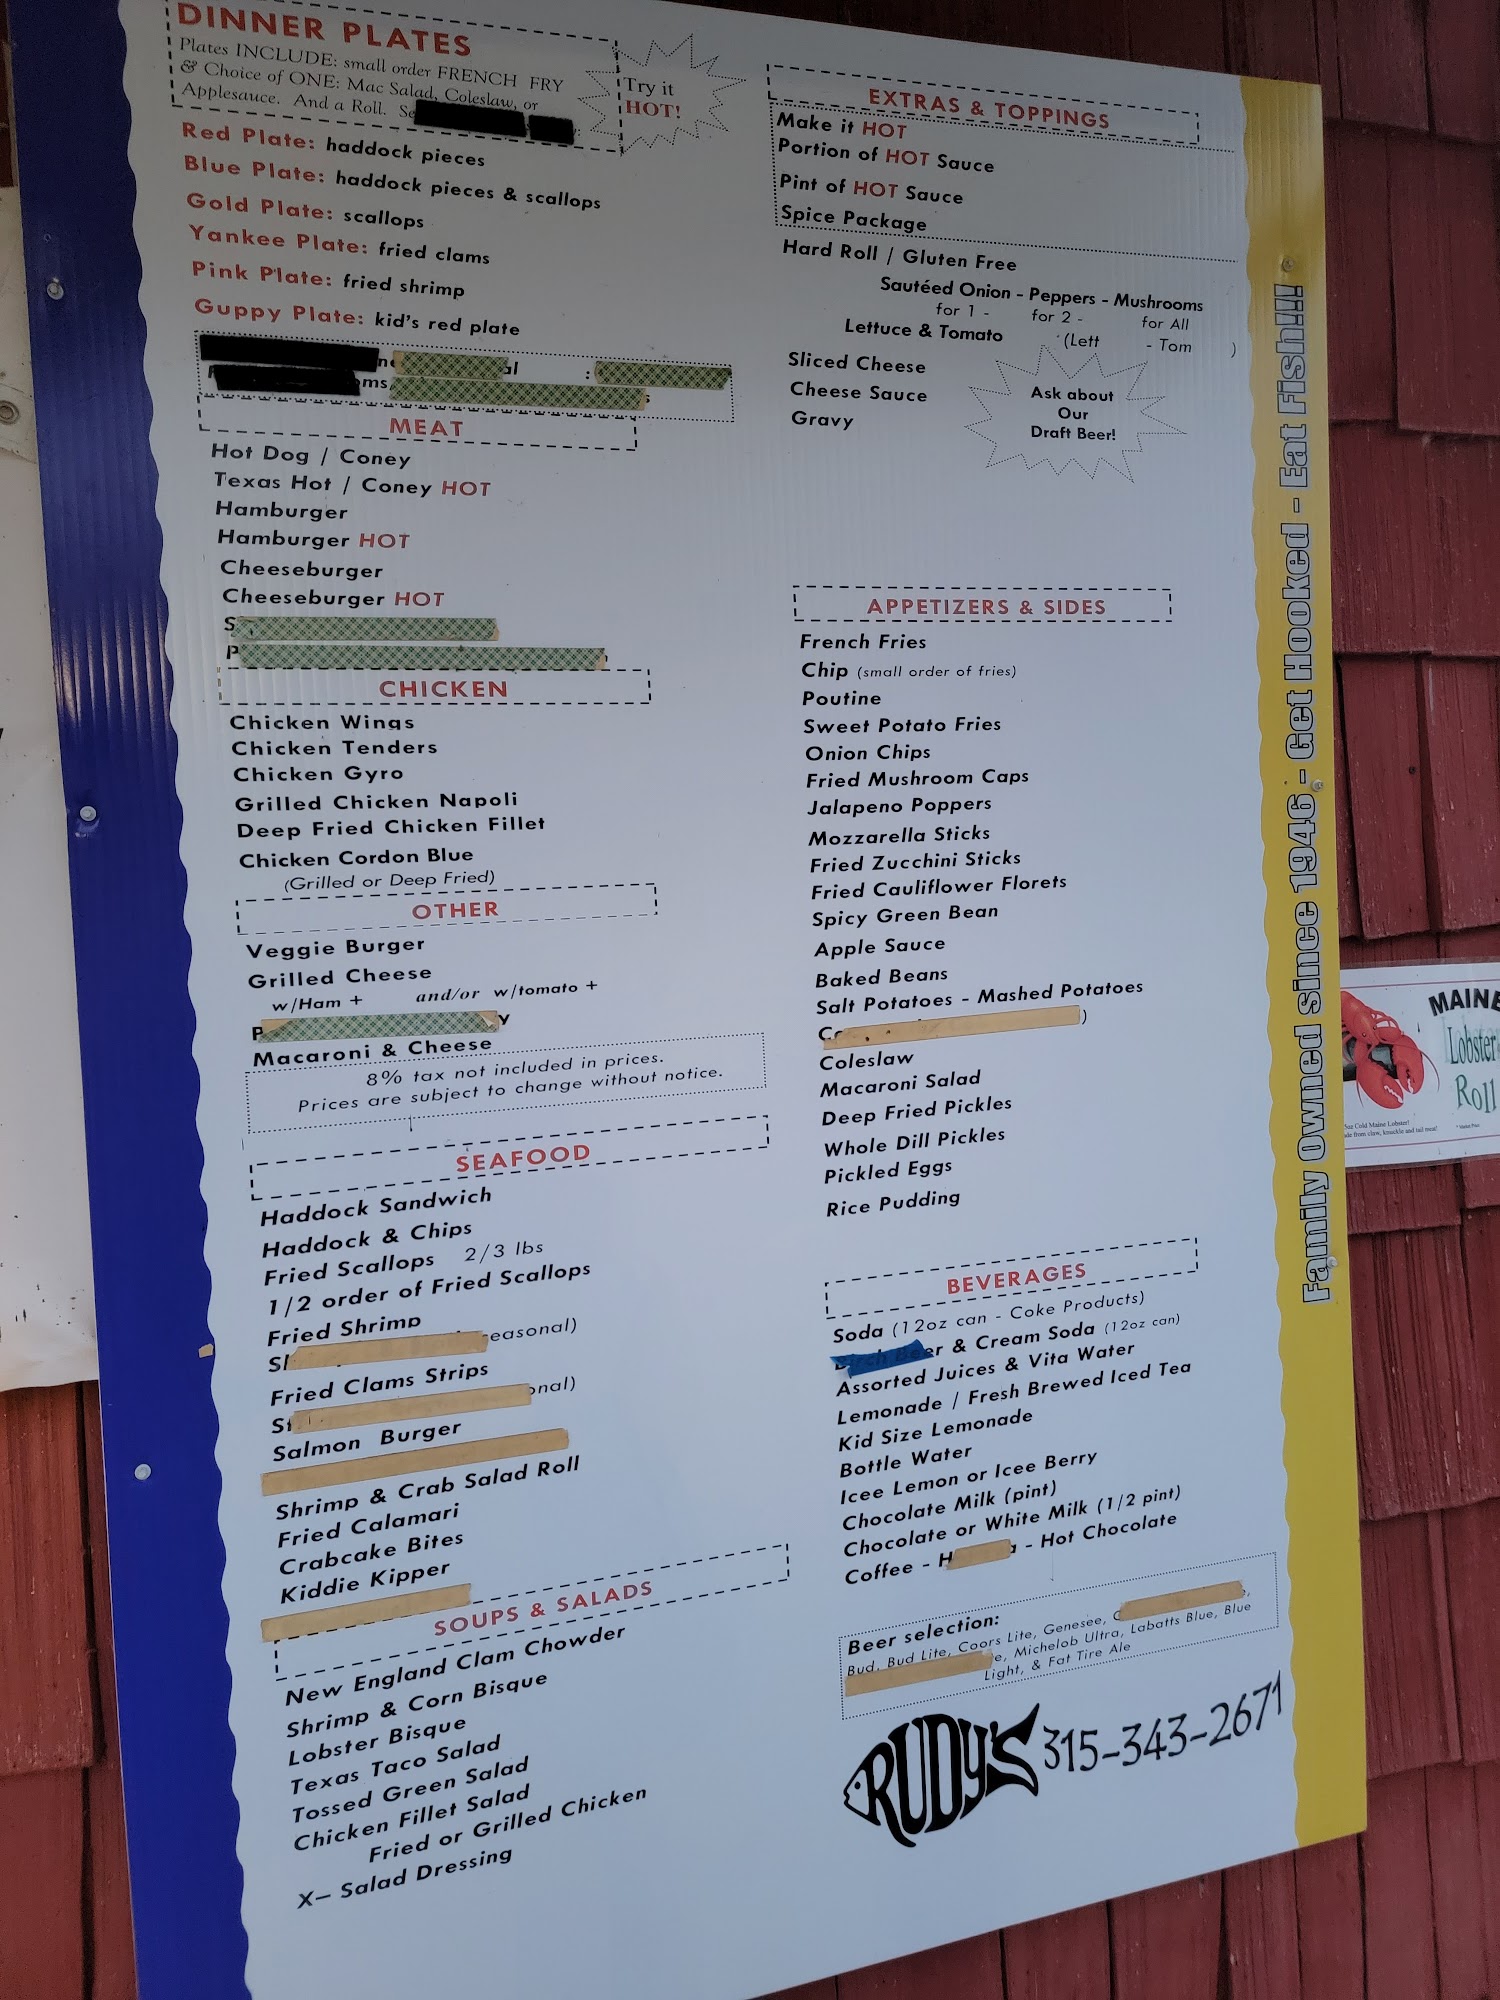 DINNER PLATES
Plates INCLUDE: small order FRENCH FRY
& Choice of ONE: Mac Salad, Coleslaw, or
Applesauce. And a Roll.
Try it
HOT!
Red Plate: haddock pieces
Blue Plate: haddock pieces & scallops
Gold Plate: scallops
Yankee Plate: fried clams
Pink Plate: fried shrimp
Guppy Plate: kid's red plate
MEAT
Hot Dog / Coney
Texas Hot / Coney HOT
Hamburger
Hamburger HOT
Cheeseburger
Cheeseburger HOT
CHICKEN
Chicken Wings
Chicken Tenders
Chicken Gyro
Grilled Chicken Napoli
Deep Fried Chicken Fillet
Chicken Cordon Blue
(Grilled or Deep Fried)
OTHER
Veggie Burger
Grilled Cheese
w/Ham + and/or w/tomato +
Macaroni & Cheese
8% tax not included in prices.
Prices are subject to change without notice.
SEAFOOD
Haddock Sandwich
Haddock & Chips
Fried Scallops 2/3 lbs
1/2 order of Fried Scallops
Fried Shrimp
Fried Clams Strips
Salmon Burger
Shrimp & Crab Salad Roll
Fried Calamari
Crabcake Bites
Kiddie Kipper
SOUPS & SALADS
New England Clam Chowder
Shrimp & Corn Bisque
Lobster Bisque
Texas Taco Salad
Tossed Green Salad
Chicken Fillet Salad
Fried or Grilled Chicken
X– Salad Dressing
EXTRAS & TOPPINGS
Make it HOT
Portion of HOT Sauce
Pint of HOT Sauce
Spice Package
Hard Roll / Gluten Free
Sautéed Onion - Peppers - Mushrooms
for 1 - for 2 - for All
Lettuce & Tomato (Lett - Tom )
Sliced Cheese
Cheese Sauce
Gravy
Ask about
Our
Draft Beer!
APPETIZERS & SIDES
French Fries
Chip (small order of fries)
Poutine
Sweet Potato Fries
Onion Chips
Fried Mushroom Caps
Jalapeno Poppers
Mozzarella Sticks
Fried Zucchini Sticks
Fried Cauliflower Florets
Spicy Green Bean
Apple Sauce
Baked Beans
Salt Potatoes - Mashed Potatoes
Coleslaw
Macaroni Salad
Deep Fried Pickles
Whole Dill Pickles
Pickled Eggs
Rice Pudding
BEVERAGES
Soda (12oz can - Coke Products)
Birch Beer & Cream Soda (12oz can)
Assorted Juices & Vita Water
Lemonade / Fresh Brewed Iced Tea
Kid Size Lemonade
Bottle Water
Icee Lemon or Icee Berry
Chocolate Milk (pint)
Chocolate or White Milk (1/2 pint)
Coffee - - Hot Chocolate
Beer selection:
Bud, Bud Lite, Coors Lite, Genesee,
Michelob Ultra, Labatts Blue, Blue
Light, & Fat Tire Ale
RUDY'S 315-343-2671
Family Owned since 1946 - Get Hooked - Eat Fish!!!
MAINE
Lobster
Roll